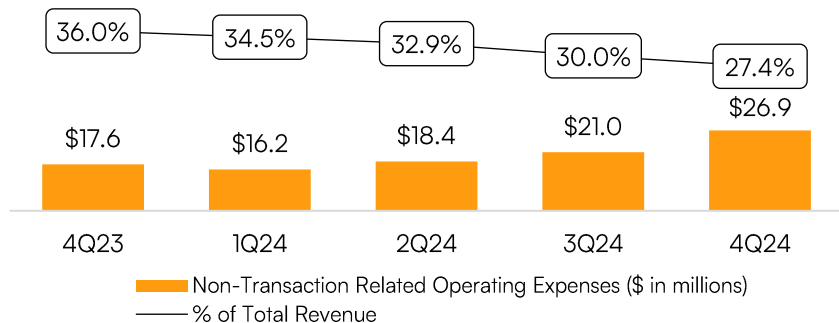 36.0%
34.5%
32.9%
30.0%
27.4%
$17.6
$16.2
$18.4
$21.0
$26.9
4Q23
1Q24
2Q24
3Q24
4Q24
Non-Transaction Related Operating Expenses ($ in millions)
% of Total Revenue